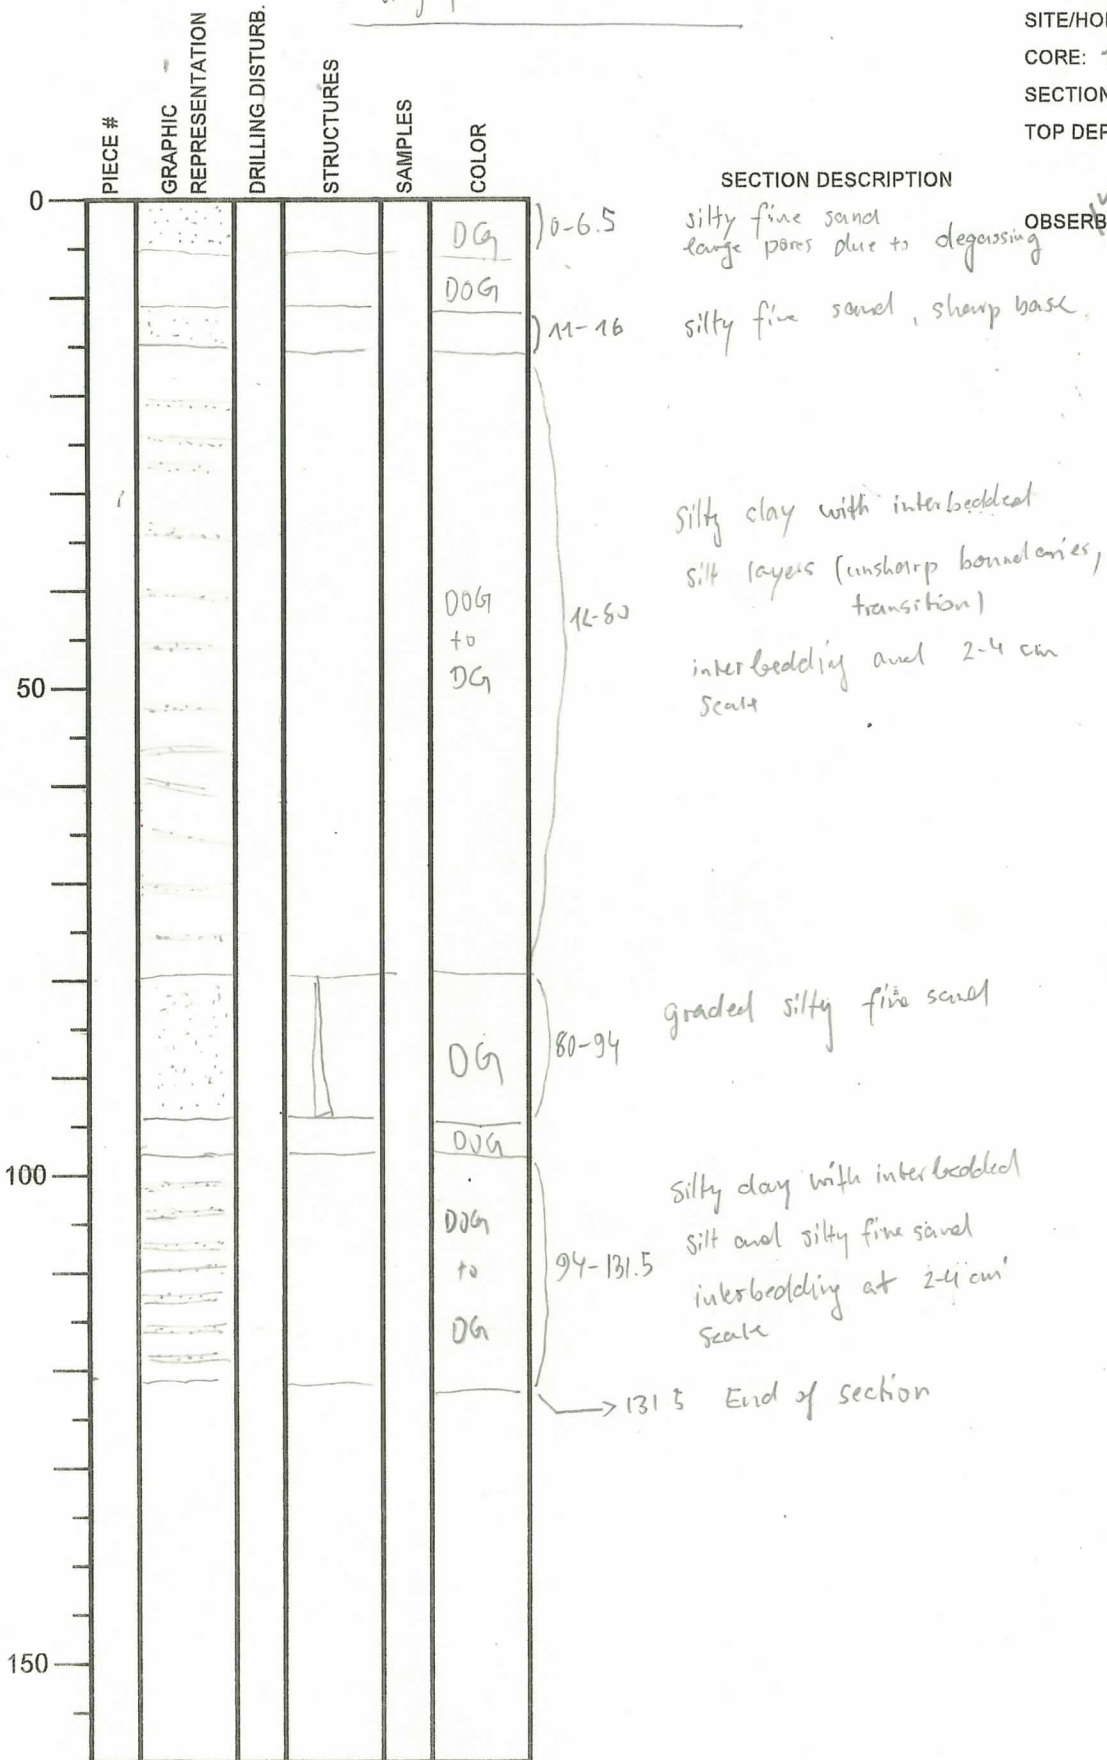 SITE/HO
CORE:
SECTION
TOP DEP
PIECE #
GRAPHIC
REPRESENTATION
DRILLING DISTURB.
STRUCTURES
SAMPLES
COLOR
SECTION DESCRIPTION
OBSERB
0
DG
0-6.5
silty fine sand
large pores due to degassing
DOG
11-16
silty fine sand, sharp base.
DOG
to
DG
16-80
Silty clay with interbedded
silt layers (unsharp boundaries,
transition)
interbedding and 2-4 cm
scale
50
DG
80-94
graded silty fine sand
DOG
100
DOG
to
DG
94-131.5
Silty clay with interbedded
silt and silty fine sand
interbedding at 2-4 cm
scale
131.5 End of section
150